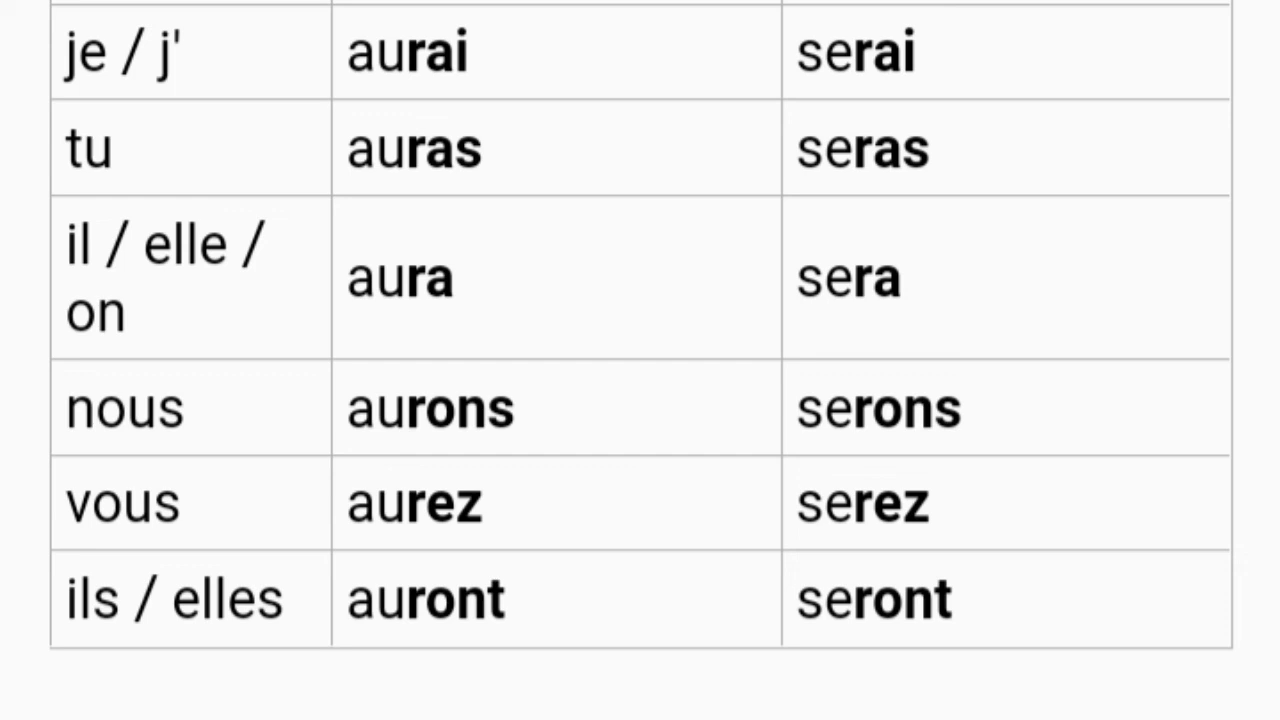 je / j' aurai serai
tu auras seras
il / elle /
on aura sera
nous aurons serons
vous aurez serez
ils / elles auront seront